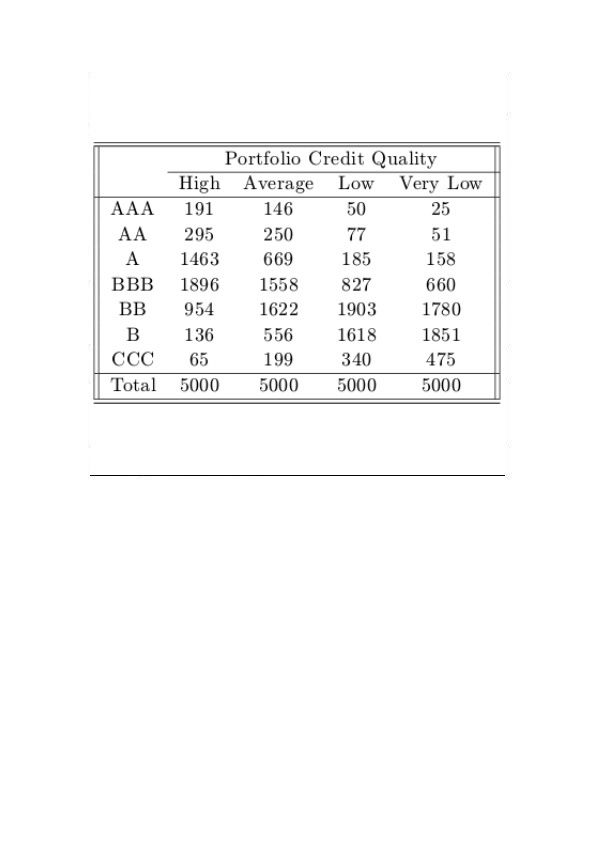 Portfolio Credit Quality
High Average Low Very Low
AAA 191 146 50 25
AA 295 250 77 51
A 1463 669 185 158
BBB 1896 1558 827 660
BB 954 1622 1903 1780
B 136 556 1618 1851
CCC 65 199 340 475
Total 5000 5000 5000 5000